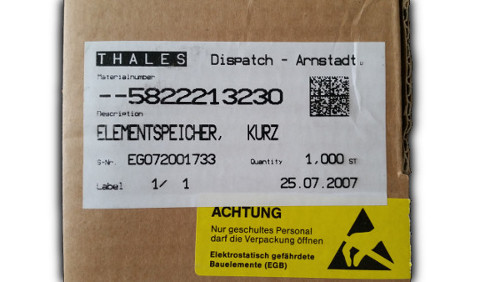 THALES Dispatch - Arnstadt
Materialnumber
--5822213230
Description
ELEMENTSPEICHER, KURZ
S-Nr. EG072001733 Quantity 1,000 ST
Label 1/ 1 25.07.2007
ACHTUNG
Nur geschultes Personal
darf die Verpackung öffnen
Elektrostatisch gefährdete
Bauelemente (EGB)